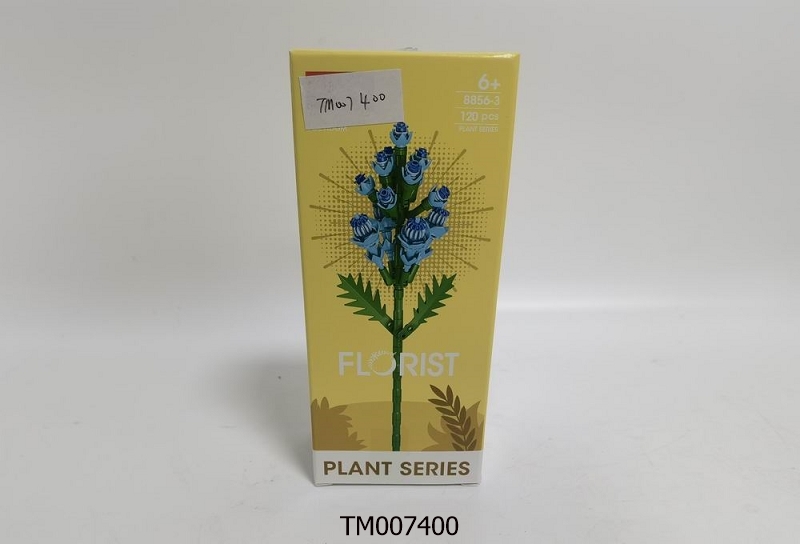 TM007400
6+
8856-3
120 pcs
PLANT SERIES
FLORIST
PLANT SERIES
TM007400